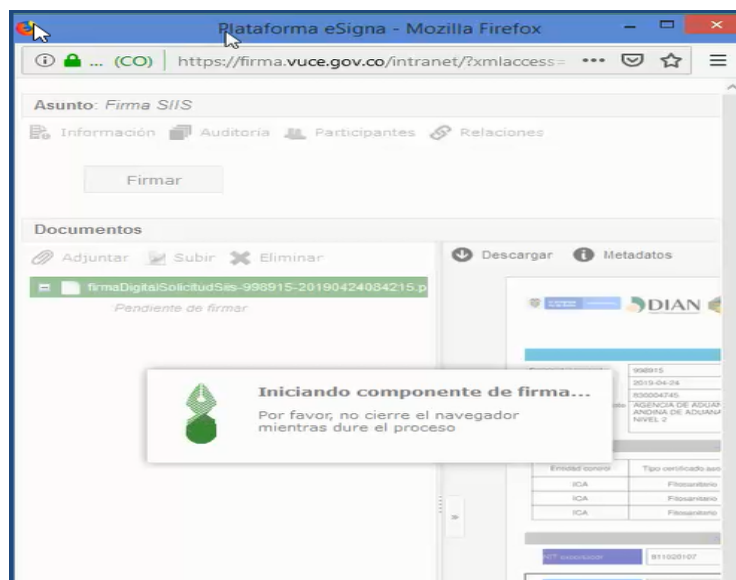 Plataforma eSigna - Mozilla Firefox
... (CO) https://firma.vuce.gov.co/intranet/?xmlaccess=
Asunto: Firma SIIS
Información Auditoría Participantes Relaciones
Firmar
Documentos
Adjuntar Subir Eliminar
Descargar Metadatos
firmaDigitalSolicitudSiis-998915-20190424084215.p
Pendiente de firmar
DIAN
998915
2019-04-24
830004745
AGENCIA DE ADUAN
ANDINA DE ADUANA
NIVEL 2
Iniciando componente de firma...
Por favor, no cierre el navegador
mientras dure el proceso
Entidad control Tipo certificado aso
ICA Fitosanitario
ICA Fitosanitario
ICA Fitosanitario
NIT exportador 811020107